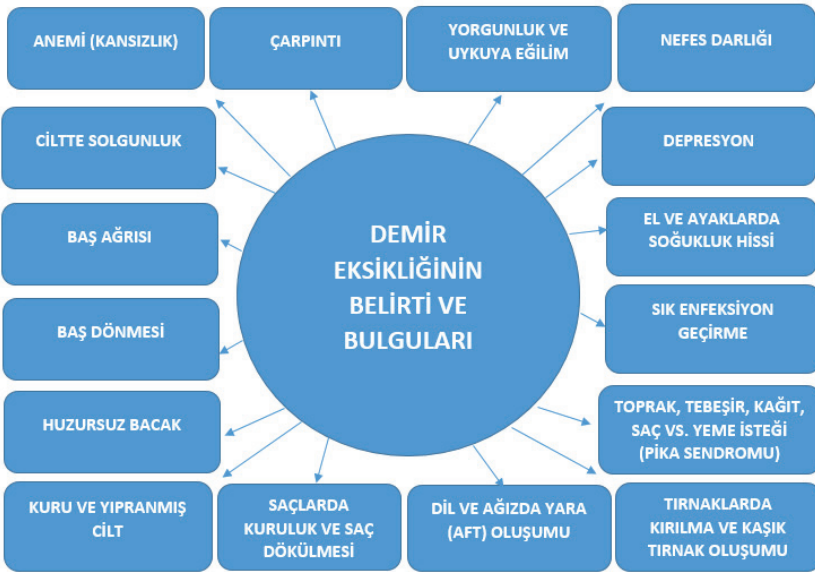 ANEMİ (KANSIZLIK)
ÇARPINTI
YORGUNLUK VE
UYKUYA EĞİLİM
NEFES DARLIĞI
CİLTTE SOLGUNLUK
DEPRESYON
BAŞ AĞRISI
EL VE AYAKLARDA
SOĞUKLUK HİSSİ
DEMİR
EKSİKLİĞİNİN
BELİRTİ VE
BULGULARI
BAŞ DÖNMESİ
SIK ENFEKSİYON
GEÇİRME
HUZURSUZ BACAK
TOPRAK, TEBEŞİR, KAĞIT,
SAÇ VS. YEME İSTEĞİ
(PİKA SENDROMU)
KURU VE YIPRANMIŞ
CİLT
SAÇLARDA
KURULUK VE SAÇ
DÖKÜLMESİ
DİL VE AĞIZDA YARA
(AFT) OLUŞUMU
TIRNAKLARDA
KIRILMA VE KAŞIK
TIRNAK OLUŞUMU